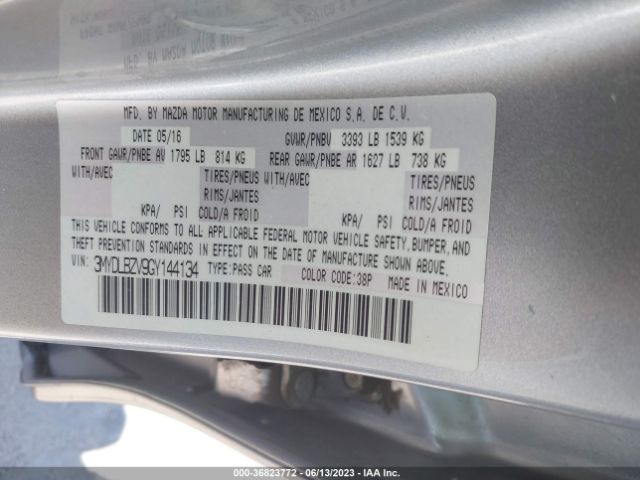 MFD. BY MAZDA MOTOR MANUFACTURING DE MEXICO S.A. DE C.V.
DATE 05/16 GVWR/PNBV 3393 LB 1539 KG
FRONT GAWR/PNBE AV 1795 LB 814 KG REAR GAWR/PNBE AR 1627 LB 738 KG
WITH/AVEC TIRES/PNEUS WITH/AVEC TIRES/PNEUS
RIMS/JANTES RIMS/JANTES
KPA/ PSI COLD/A FROID KPA/ PSI COLD/A FROID
THIS VEHICLE CONFORMS TO ALL APPLICABLE FEDERAL MOTOR VEHICLE SAFETY, BUMPER, AND
THEFT PREVENTION STANDARDS IN EFFECT ON THE DATE OF MANUFACTURE SHOWN ABOVE.
VIN: 3MYDLBZV9GY144134 TYPE:PASS CAR COLOR CODE:38P MADE IN MEXICO
000-36823772 - 06/13/2023 - IAA Inc.